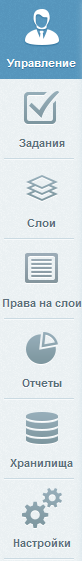 Управление
Задания
Слои
Права на слои
Отчеты
Хранилища
Настройки